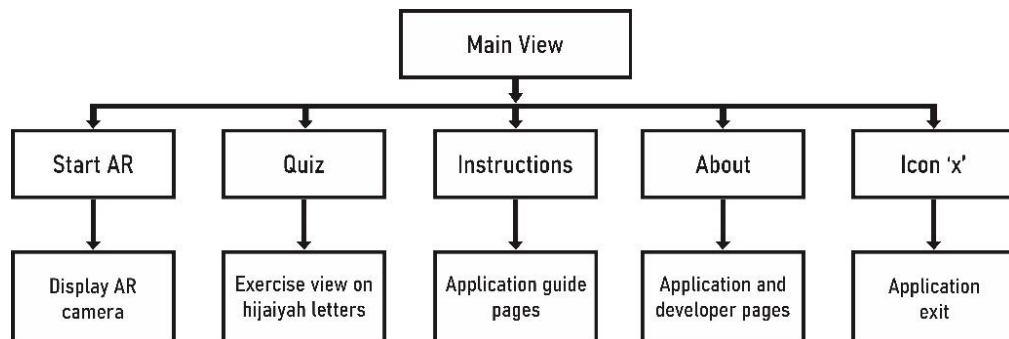 Main View
Start AR
Quiz
Instructions
About
Icon ‘x’
Display AR
camera
Exercise view on
hijaiyah letters
Application guide
pages
Application and
developer pages
Application
exit